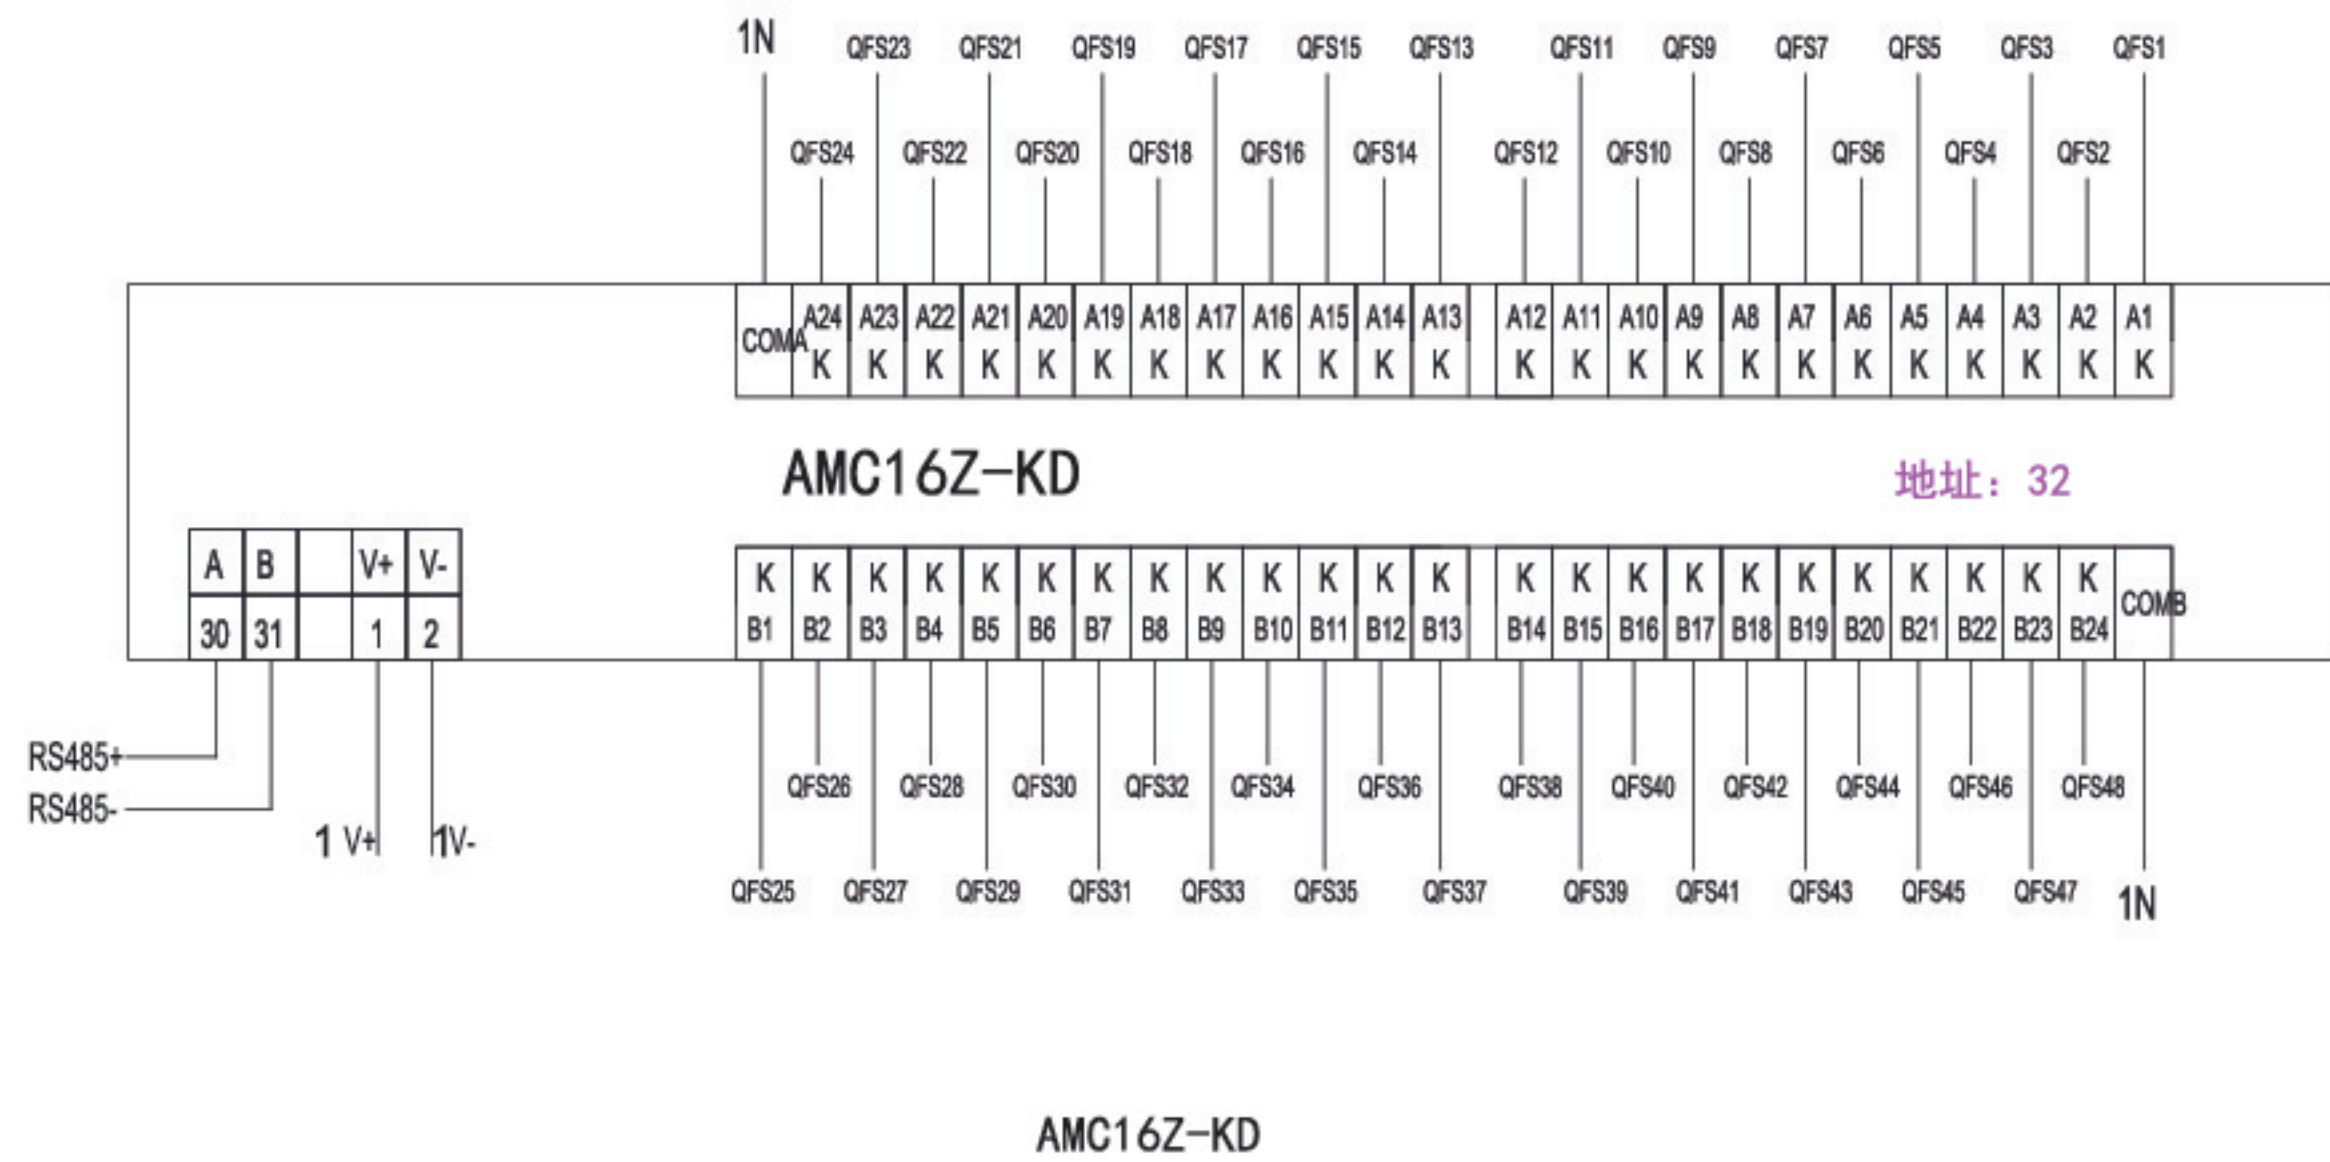 1N QFS23 QFS21 QFS19 QFS17 QFS15 QFS13 QFS11 QFS9 QFS7 QFS5 QFS3 QFS1
QFS24 QFS22 QFS20 QFS18 QFS16 QFS14 QFS12 QFS10 QFS8 QFS6 QFS4 QFS2
A24 A23 A22 A21 A20 A19 A18 A17 A16 A15 A14 A13 A12 A11 A10 A9 A8 A7 A6 A5 A4 A3 A2 A1
COMA
K K K K K K K K K K K K K K K K K K K K K K K K
AMC16Z-KD
地址：32
A B V+ V-
30 31 1 2
K K K K K K K K K K K K K K K K K K K K K K K K
COMB
B1 B2 B3 B4 B5 B6 B7 B8 B9 B10 B11 B12 B13 B14 B15 B16 B17 B18 B19 B20 B21 B22 B23 B24
RS485+
RS485-
1 V+ 1V-
QFS26 QFS28 QFS30 QFS32 QFS34 QFS36 QFS38 QFS40 QFS42 QFS44 QFS46 QFS48
QFS25 QFS27 QFS29 QFS31 QFS33 QFS35 QFS37 QFS39 QFS41 QFS43 QFS45 QFS47 1N
AMC16Z-KD